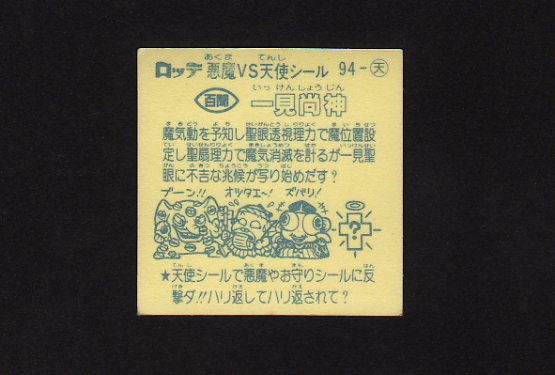 ロッテ 悪魔VS天使シール 94-天
百聞 一見尚神
魔気動を予知し聖眼透視理力で魔位置設
定し聖扇理力で魔気消滅を計るが一見聖
眼に不吉な兆候が写り始めだす?
ブーン!! オッタエ〜! ズバリ!
?
★天使シールで悪魔やお守りシールに反
撃ダ!!ハリ返してハリ返されて?